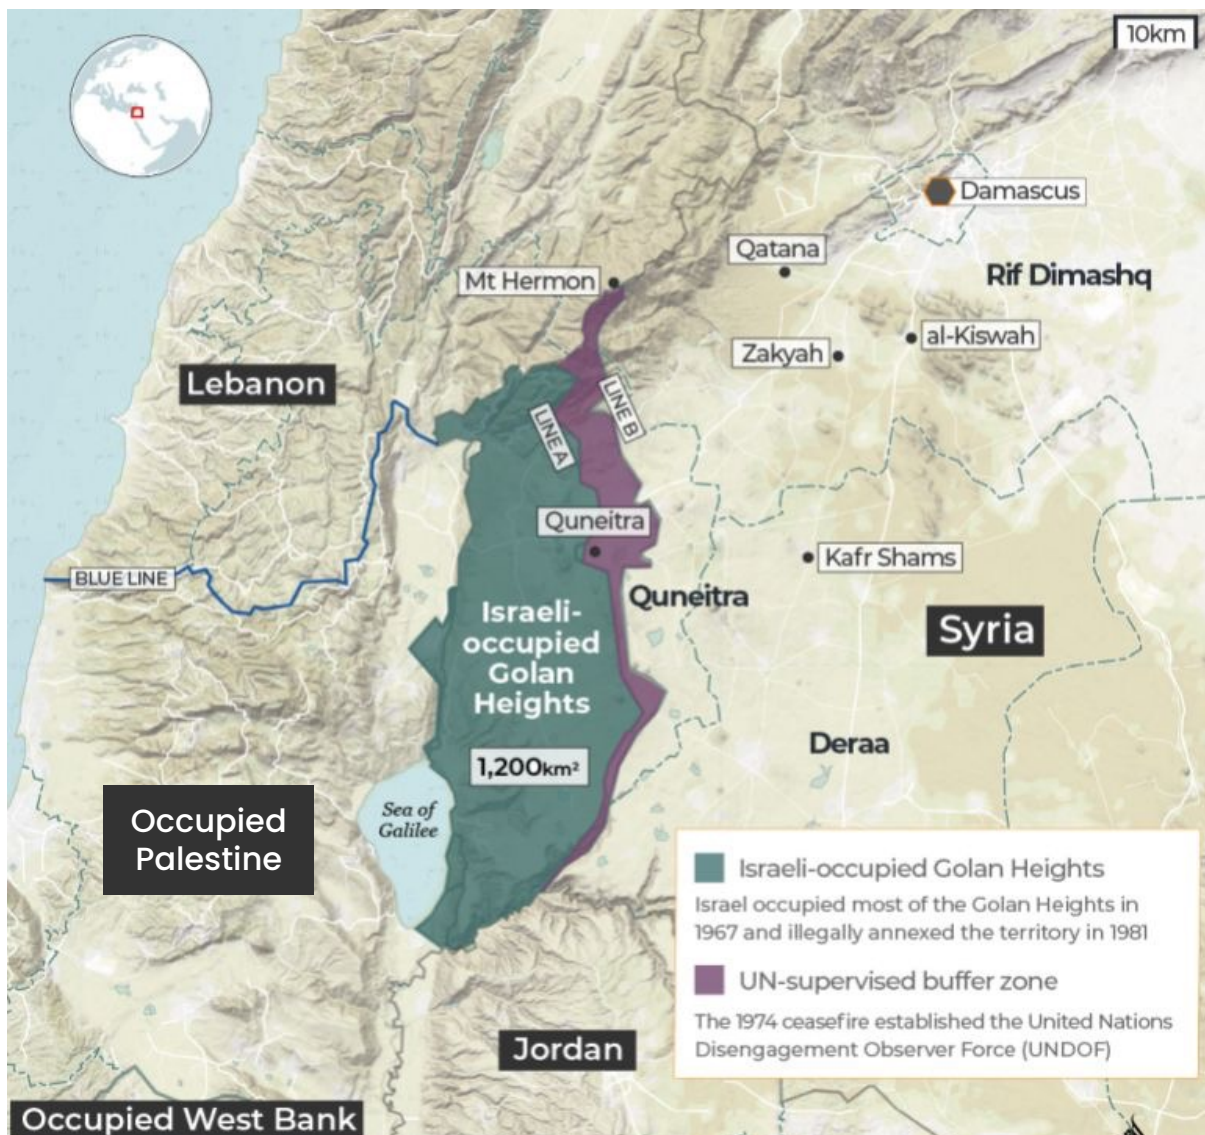 10km
Damascus
Qatana
Rif Dimashq
Mt Hermon
al-Kiswah
Zakyah
Lebanon
LINE A
LINE B
Quneitra
Kafr Shams
BLUE LINE
Quneitra
Israeli-
occupied
Golan
Heights
Syria
Deraa
1,200km²
Sea of
Galilee
Occupied
Palestine
Israeli-occupied Golan Heights
Israel occupied most of the Golan Heights in
1967 and illegally annexed the territory in 1981
UN-supervised buffer zone
The 1974 ceasefire established the United Nations
Disengagement Observer Force (UNDOF)
Jordan
Occupied West Bank